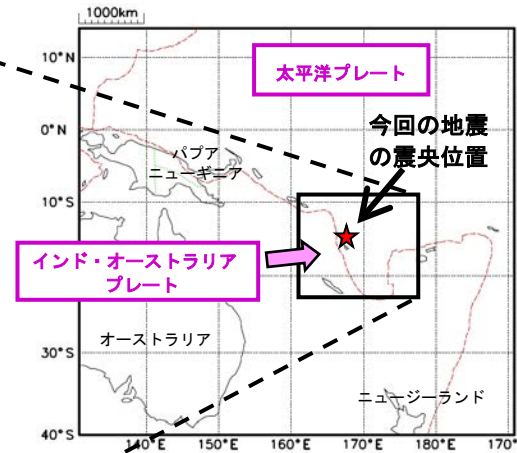 1000km
10°N
太平洋プレート
今回の地震
の震央位置
0°N
パプア
ニューギニア
10°S
インド・オーストラリア
プレート
オーストラリア
30°S
ニュージーランド
40°S
140°E 150°E 160°E 170°E 180°E 170°